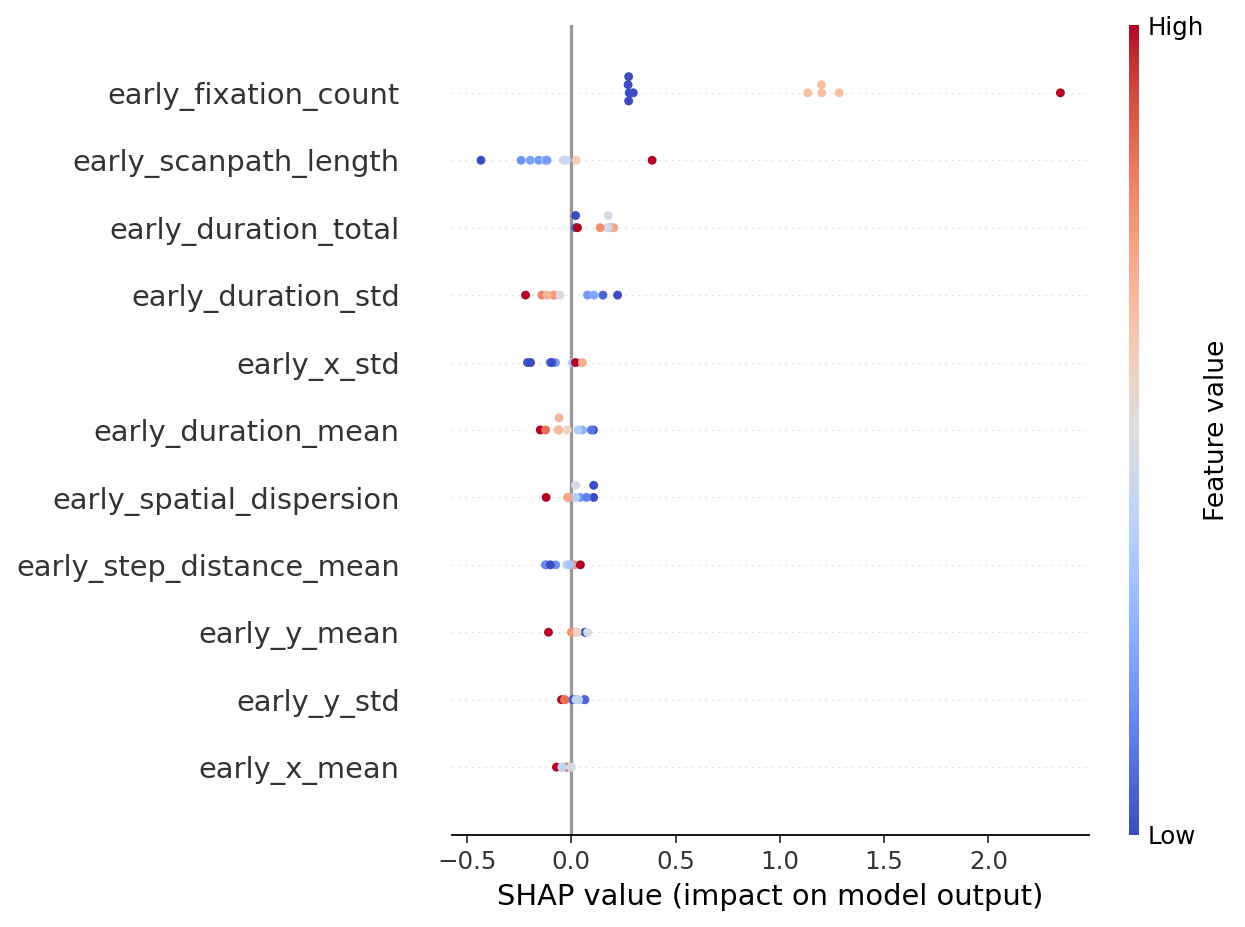 High
early_fixation_count
early_scanpath_length
early_duration_total
early_duration_std
early_x_std
early_duration_mean
early_spatial_dispersion
early_step_distance_mean
early_y_mean
early_y_std
early_x_mean
Feature value
Low
−0.5 0.0 0.5 1.0 1.5 2.0
SHAP value (impact on model output)